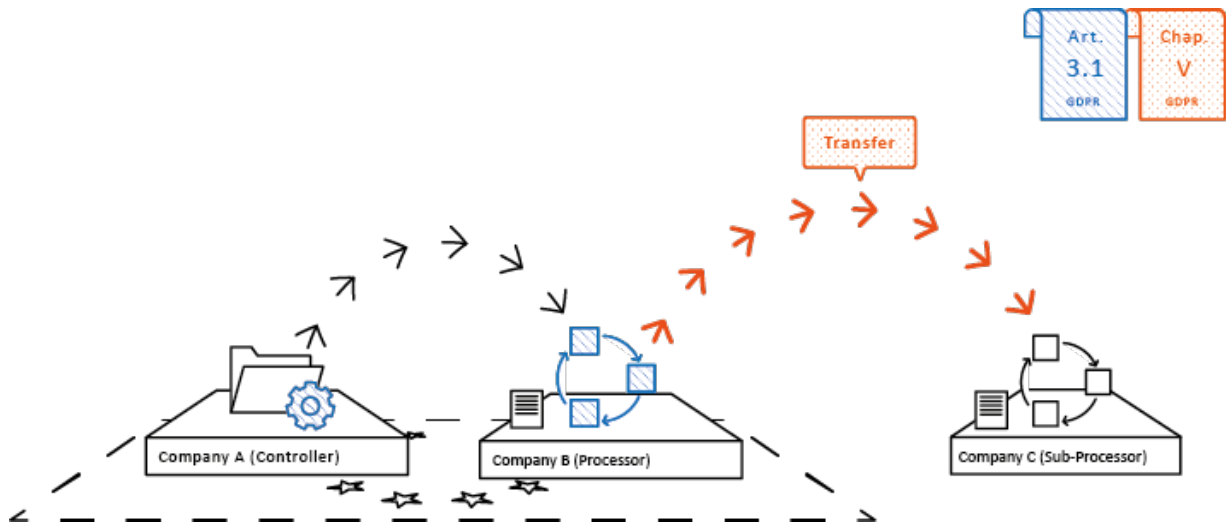 Art.
3.1
GDPR
Chap.
V
GDPR
Transfer
Company A (Controller)
Company B (Processor)
Company C (Sub-Processor)